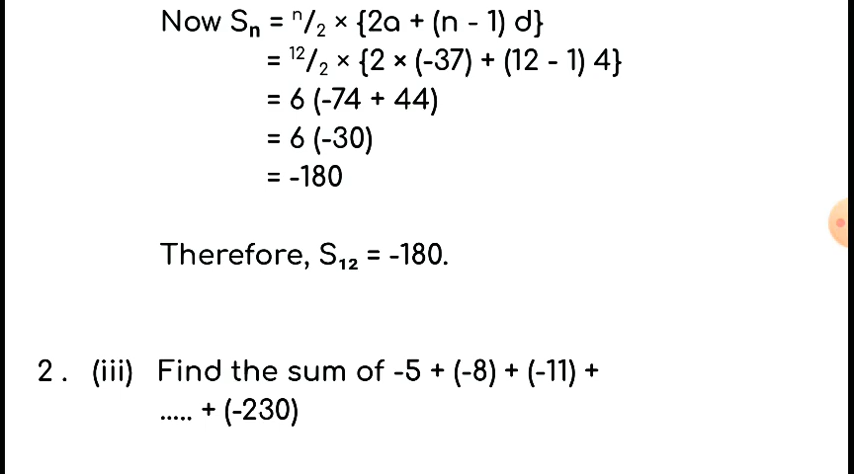 Now Sₙ = ⁿ/₂ × {2a + (n - 1) d}
= ¹²/₂ × {2 × (-37) + (12 - 1) 4}
= 6 (-74 + 44)
= 6 (-30)
= -180
Therefore, S₁₂ = -180.
2. (iii) Find the sum of -5 + (-8) + (-11) +
..... + (-230)